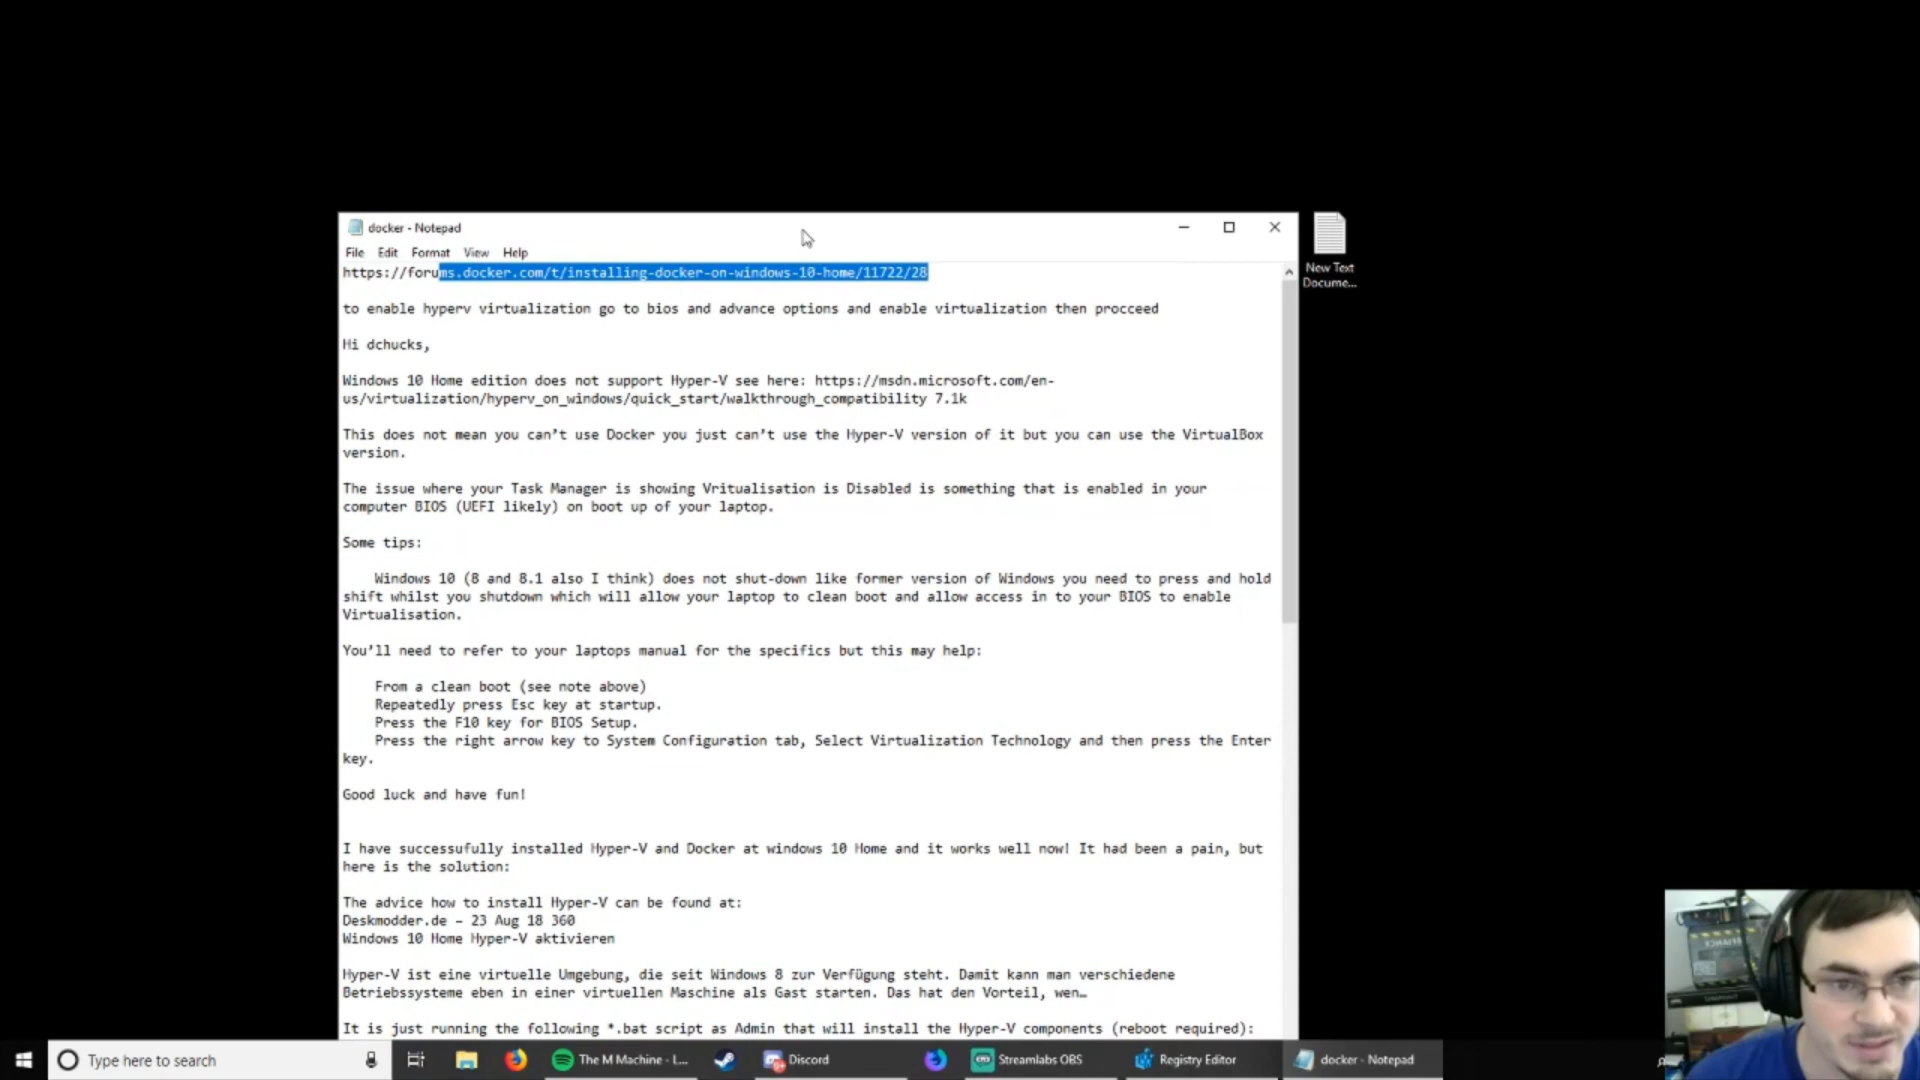 docker - Notepad
File Edit Format View Help
https://forums.docker.com/t/installing-docker-on-windows-10-home/11722/28
to enable hyperv virtualization go to bios and advance options and enable virtualization then procceed
Hi dchucks,
Windows 10 Home edition does not support Hyper-V see here: https://msdn.microsoft.com/en-
us/virtualization/hyperv_on_windows/quick_start/walkthrough_compatibility 7.1k
This does not mean you can’t use Docker you just can’t use the Hyper-V version of it but you can use the VirtualBox
version.
The issue where your Task Manager is showing Vritualisation is Disabled is something that is enabled in your
computer BIOS (UEFI likely) on boot up of your laptop.
Some tips:
Windows 10 (8 and 8.1 also I think) does not shut-down like former version of Windows you need to press and hold
shift whilst you shutdown which will allow your laptop to clean boot and allow access in to your BIOS to enable
Virtualisation.
You’ll need to refer to your laptops manual for the specifics but this may help:
From a clean boot (see note above)
Repeatedly press Esc key at startup.
Press the F10 key for BIOS Setup.
Press the right arrow key to System Configuration tab, Select Virtualization Technology and then press the Enter
key.
Good luck and have fun!
I have successufully installed Hyper-V and Docker at windows 10 Home and it works well now! It had been a pain, but
here is the solution:
The advice how to install Hyper-V can be found at:
Deskmodder.de – 23 Aug 18 360
Windows 10 Home Hyper-V aktivieren
Hyper-V ist eine virtuelle Umgebung, die seit Windows 8 zur Verfügung steht. Damit kann man verschiedene
Betriebssysteme eben in einer virtuellen Maschine als Gast starten. Das hat den Vorteil, wen…
It is just running the following *.bat script as Admin that will install the Hyper-V components (reboot required):
New Text
Docume...
Type here to search
The M Machine - L...
Discord
Streamlabs OBS
Registry Editor
docker - Notepad